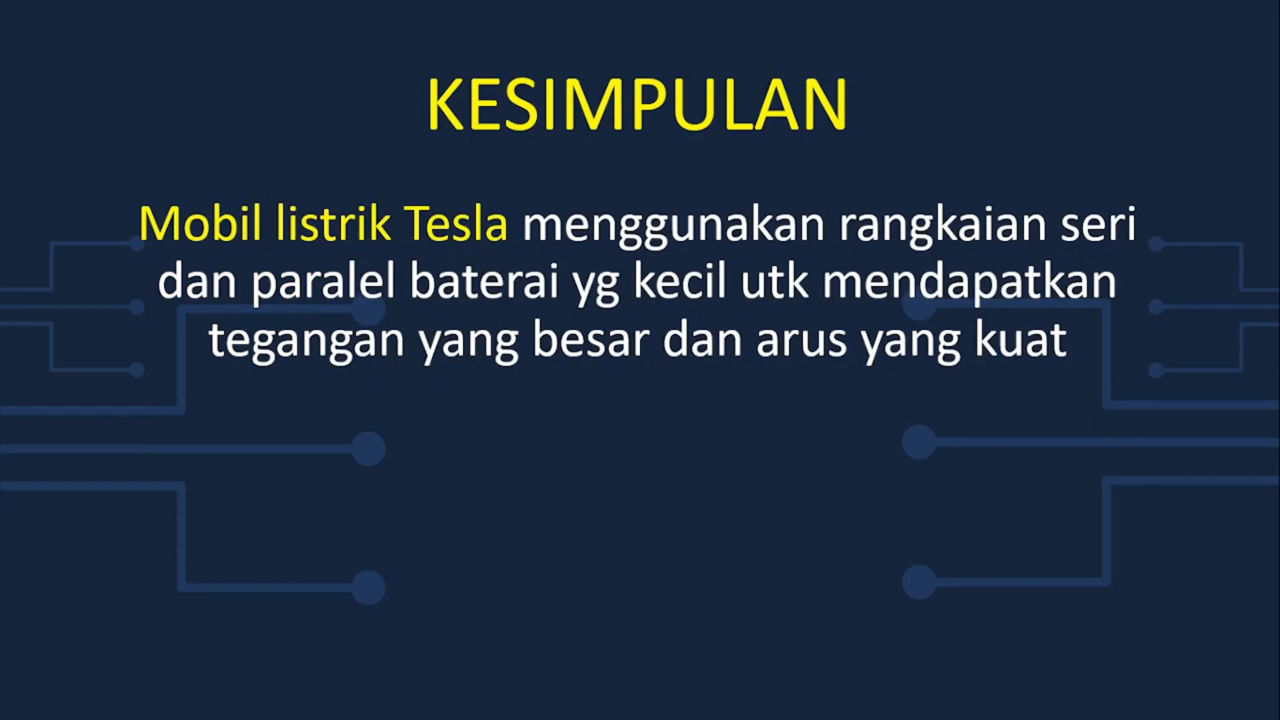 KESIMPULAN
Mobil listrik Tesla menggunakan rangkaian seri
dan paralel baterai yg kecil utk mendapatkan
tegangan yang besar dan arus yang kuat